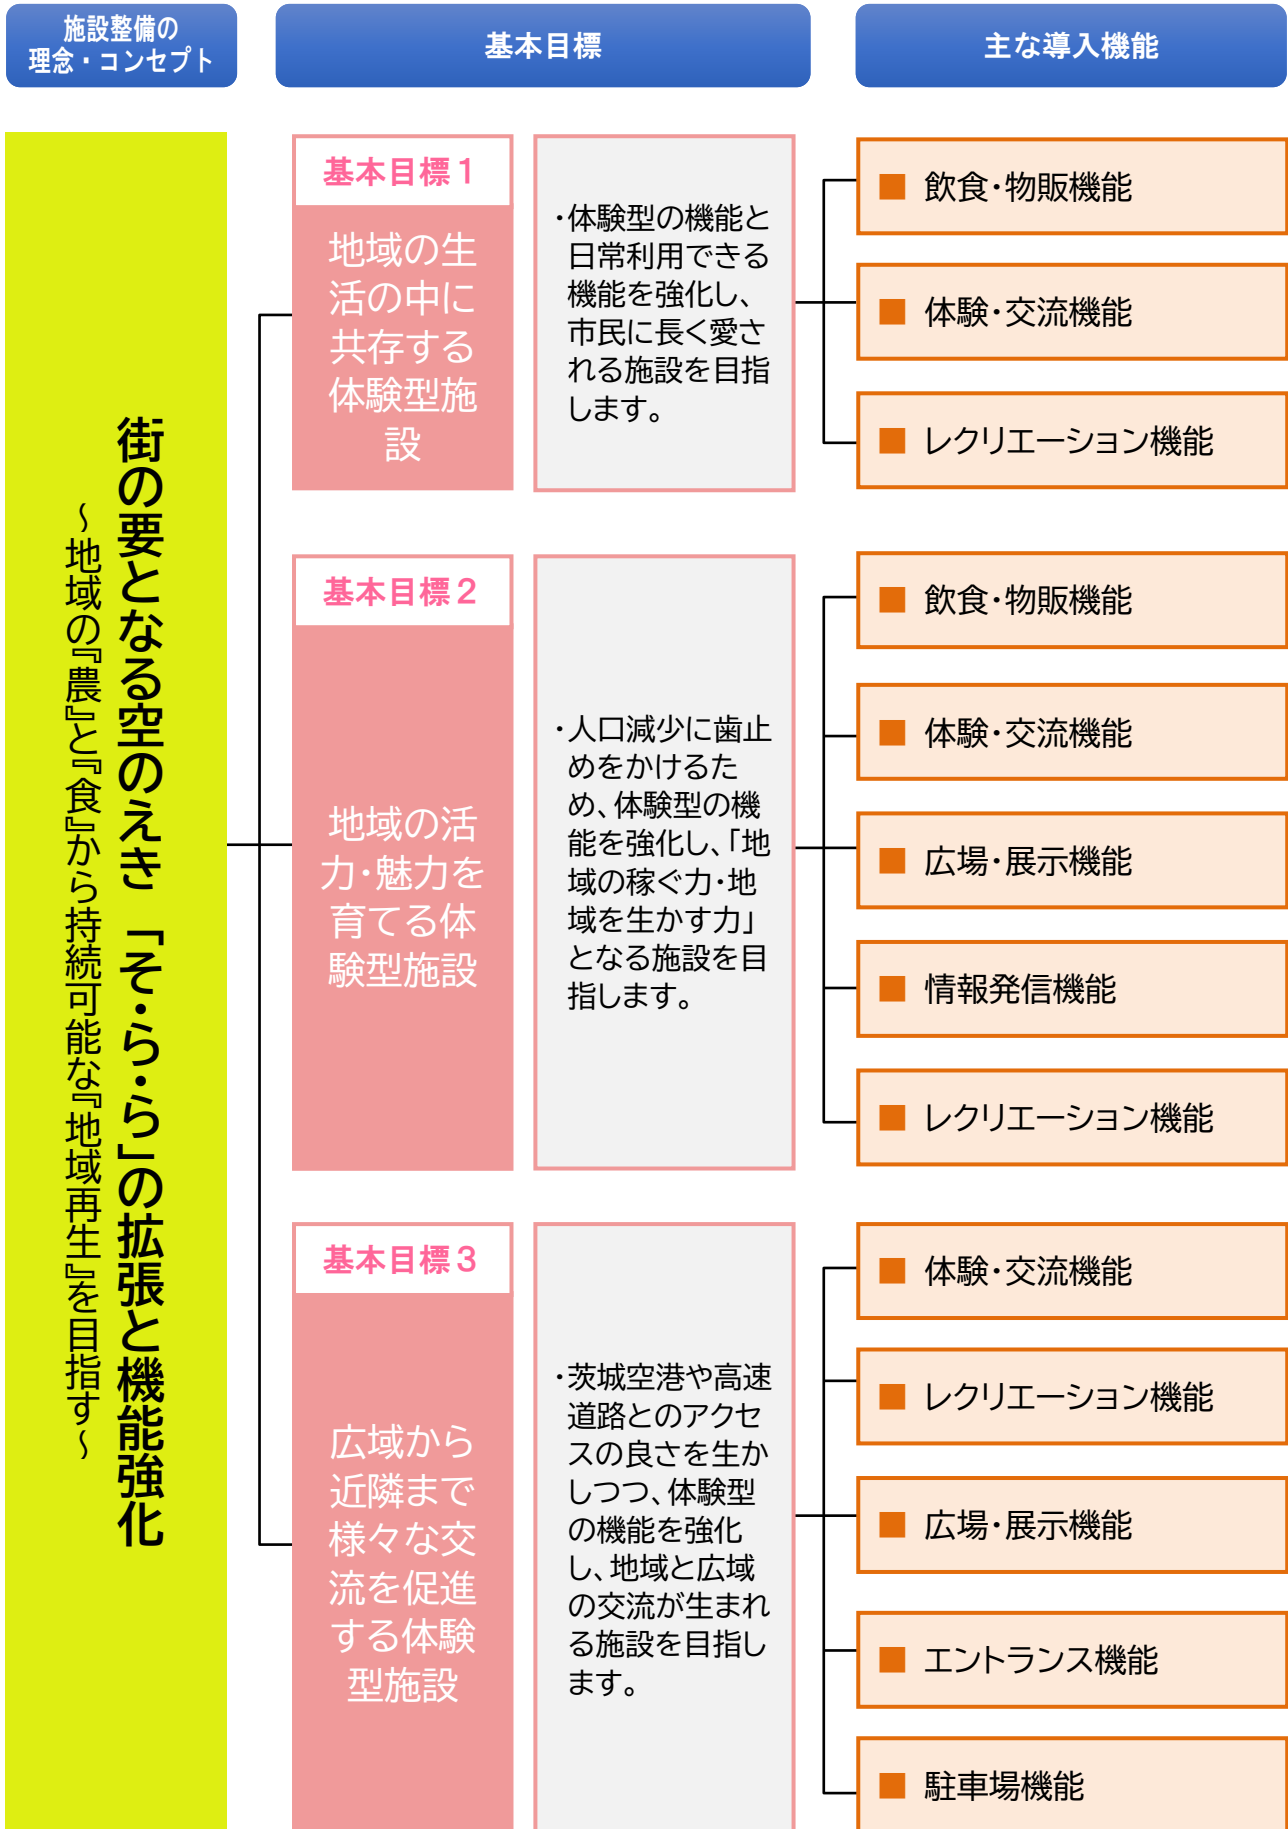 施設整備の
理念・コンセプト
基本目標
主な導入機能
街の要となる空のえき 「そ・ら・ら」の拡張と機能強化
～地域の『農』と『食』から持続可能な『地域再生』を目指す～
基本目標１
地域の生
活の中に
共存する
体験型施
設
・体験型の機能と
日常利用できる
機能を強化し、
市民に長く愛さ
れる施設を目指
します。
■ 飲食・物販機能
■ 体験・交流機能
■ レクリエーション機能
基本目標２
地域の活
力・魅力を
育てる体
験型施設
・人口減少に歯止
めをかけるた
め、体験型の機
能を強化し、「地
域の稼ぐ力・地
域を生かす力」
となる施設を目
指します。
■ 飲食・物販機能
■ 体験・交流機能
■ 広場・展示機能
■ 情報発信機能
■ レクリエーション機能
基本目標３
広域から
近隣まで
様々な交
流を促進
する体験
型施設
・茨城空港や高速
道路とのアクセ
スの良さを生か
しつつ、体験型
の機能を強化
し、地域と広域
の交流が生まれ
る施設を目指し
ます。
■ 体験・交流機能
■ レクリエーション機能
■ 広場・展示機能
■ エントランス機能
■ 駐車場機能